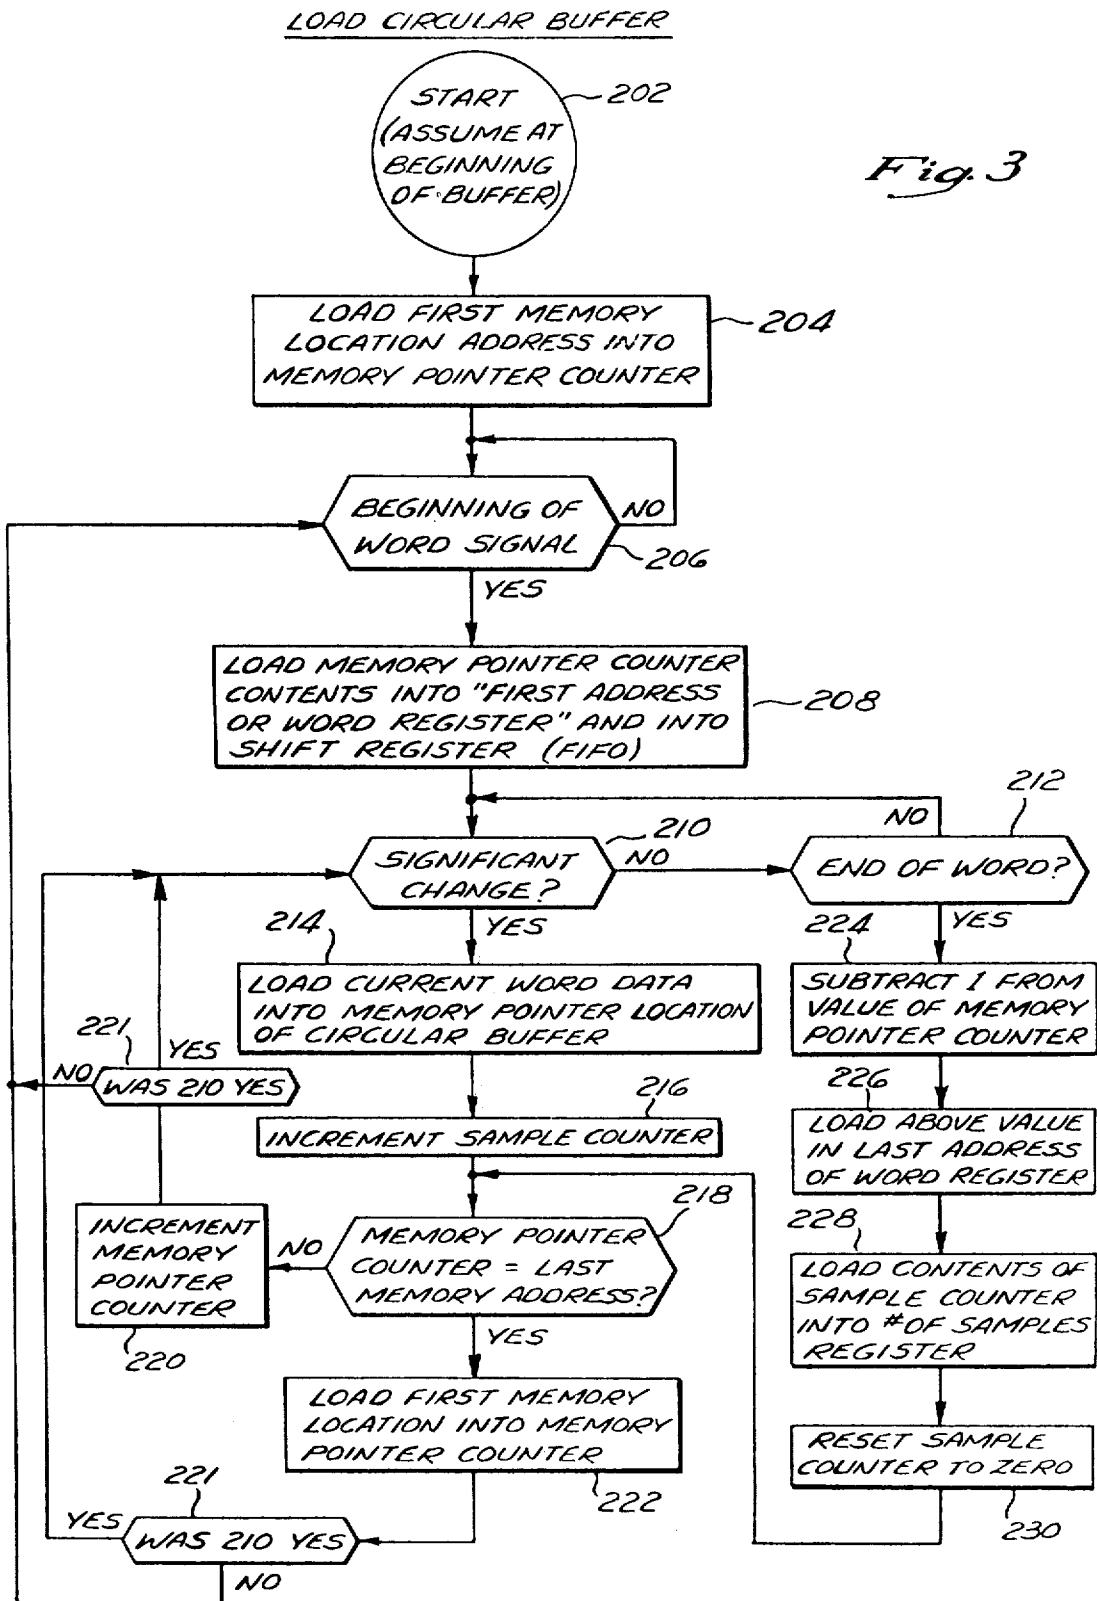 LOAD CIRCULAR BUFFER
START
(ASSUME AT
BEGINNING
OF BUFFER)
202
Fig. 3
LOAD FIRST MEMORY
LOCATION ADDRESS INTO
MEMORY POINTER COUNTER
204
BEGINNING OF
WORD SIGNAL
NO
206
YES
LOAD MEMORY POINTER COUNTER
CONTENTS INTO "FIRST ADDRESS
OR WORD REGISTER" AND INTO
SHIFT REGISTER (FIFO)
208
212
NO
210
SIGNIFICANT
CHANGE?
NO
END OF WORD?
YES
YES
214
LOAD CURRENT WORD DATA
INTO MEMORY POINTER LOCATION
OF CIRCULAR BUFFER
224
SUBTRACT 1 FROM
VALUE OF MEMORY
POINTER COUNTER
221
YES
NO
WAS 210 YES
216
INCREMENT SAMPLE COUNTER
226
LOAD ABOVE VALUE
IN LAST ADDRESS
OF WORD REGISTER
218
MEMORY POINTER
COUNTER = LAST
MEMORY ADDRESS?
NO
YES
INCREMENT
MEMORY
POINTER
COUNTER
220
228
LOAD CONTENTS OF
SAMPLE COUNTER
INTO # OF SAMPLES
REGISTER
LOAD FIRST MEMORY
LOCATION INTO MEMORY
POINTER COUNTER
222
RESET SAMPLE
COUNTER TO ZERO
230
221
YES
WAS 210 YES
NO